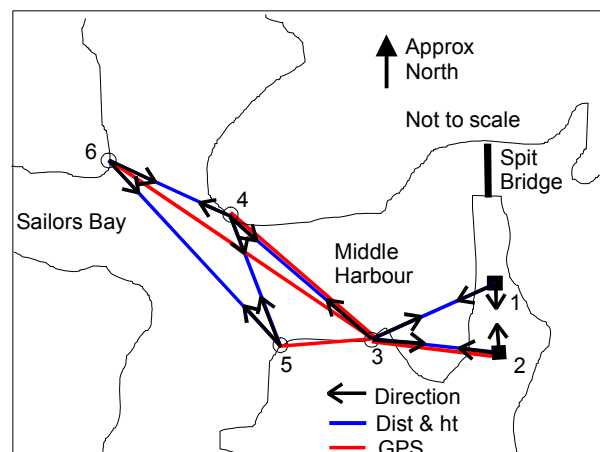 Approx
North
Not to scale
Spit
Bridge
6
4
Sailors Bay
Middle
Harbour
1
3
5
2
Direction
Dist & ht
GPS